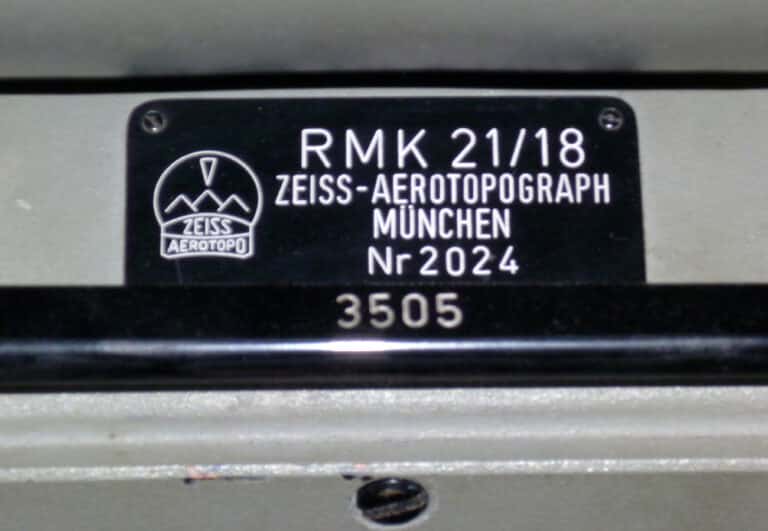 RMK 21/18
ZEISS-AEROTOPOGRAPH
MÜNCHEN
Nr 2024
ZEISS
AEROTOPO
3505